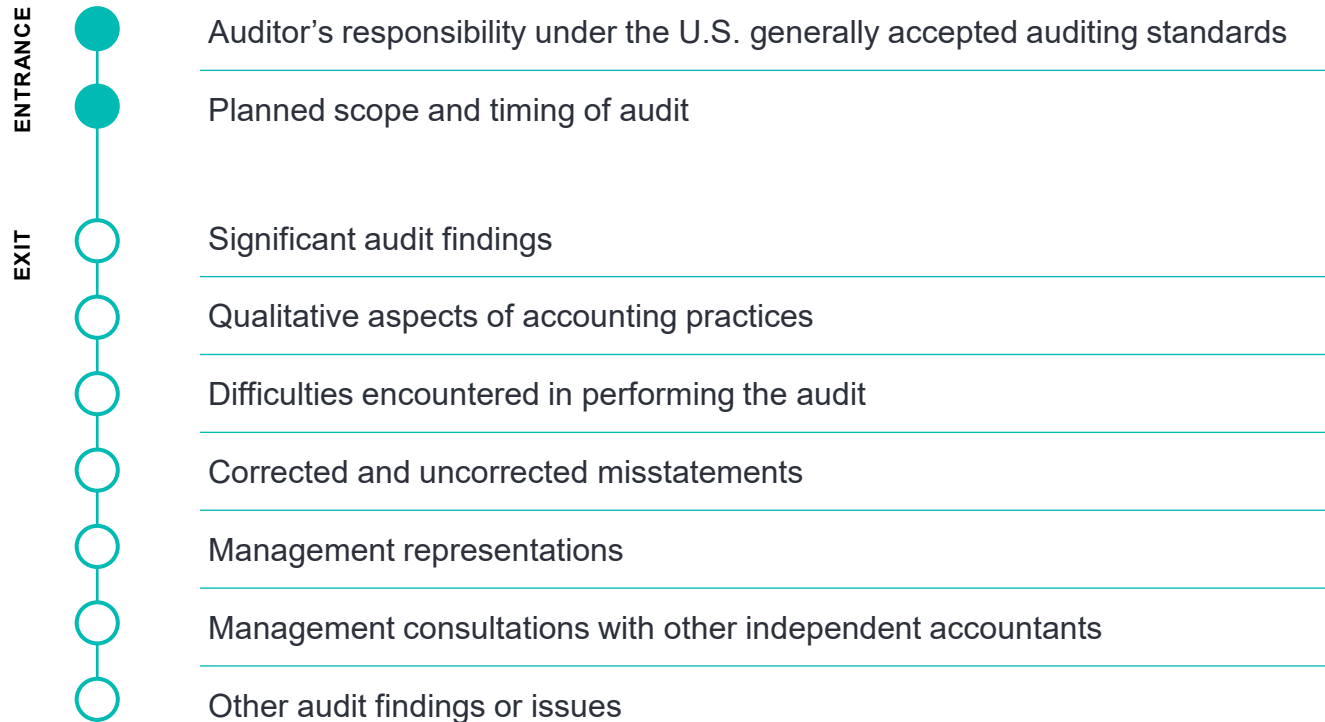 ENTRANCE
Auditor’s responsibility under the U.S. generally accepted auditing standards
Planned scope and timing of audit
EXIT
Significant audit findings
Qualitative aspects of accounting practices
Difficulties encountered in performing the audit
Corrected and uncorrected misstatements
Management representations
Management consultations with other independent accountants
Other audit findings or issues